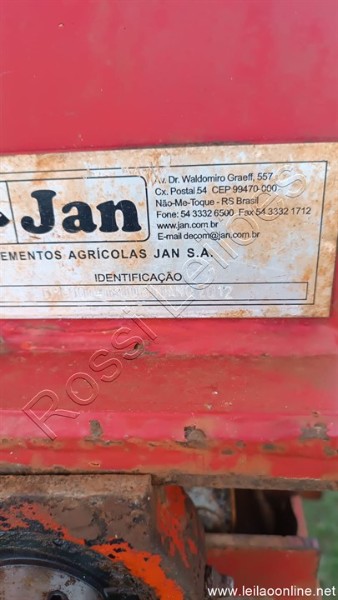 Jan
Av. Dr. Waldomiro Graeff, 557
Cx. Postal 54 CEP 99470-000
Não-Me-Toque - RS Brasil
Fone: 54 3332 6500 Fax 54 3332 1712
www.jan.com.br
E-mail decom@jan.com.br
EMENTOS AGRÍCOLAS JAN S.A.
IDENTIFICAÇÃO
Rossi Leilões
www.leilaoonline.net